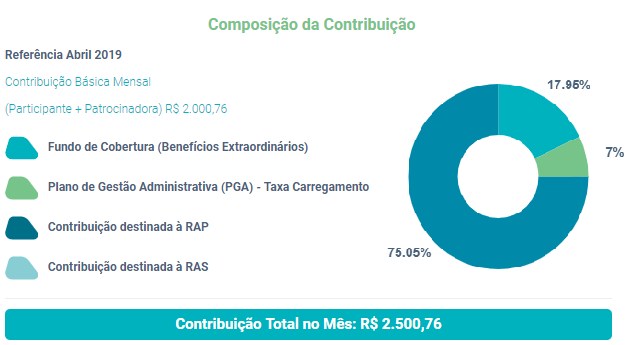 Composição da Contribuição
Referência Abril 2019
Contribuição Básica Mensal
(Participante + Patrocinadora) R$ 2.000,76
Fundo de Cobertura (Benefícios Extraordinários)
Plano de Gestão Administrativa (PGA) - Taxa Carregamento
Contribuição destinada à RAP
Contribuição destinada à RAS
17.95%
7%
75.05%
Contribuição Total no Mês: R$ 2.500,76